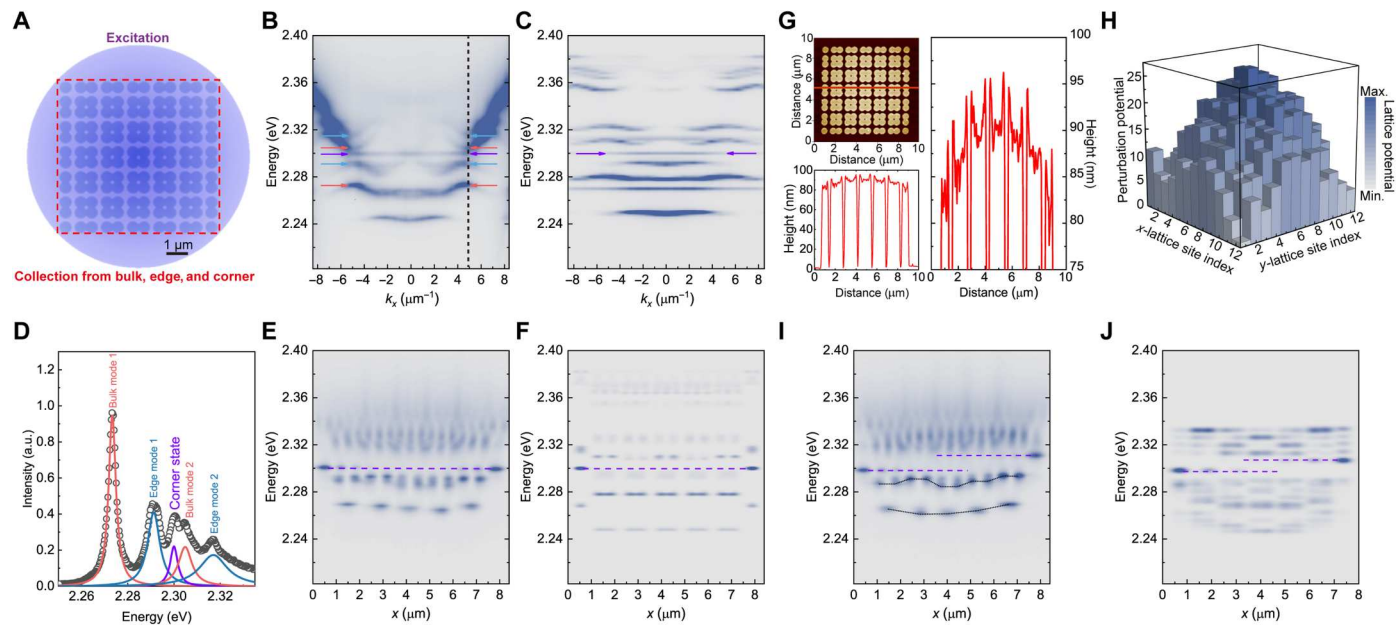 A
Excitation
1 μm
Collection from bulk, edge, and corner
B
2.40
2.36
2.32
2.28
2.24
Energy (eV)
−8 −6 −4 −2 0 2 4 6 8
kx (μm−1)
C
2.40
2.36
2.32
2.28
2.24
Energy (eV)
−8 −6 −4 −2 0 2 4 6 8
kx (μm−1)
G
10
8
6
4
2
0
Distance (μm)
0 2 4 6 8 10
Distance (μm)
100
80
60
40
20
0
Height (nm)
0 2 4 6 8 10
Distance (μm)
100
95
90
85
80
75
Height (nm)
0 2 4 6 8 10
Distance (μm)
H
25
20
15
10
5
0
Perturbation potential
2 4 6 8 10 12
x-lattice site index
2 4 6 8 10 12
y-lattice site index
Max.
Lattice potential
Min.
D
1.2
1.0
0.8
0.6
0.4
0.2
0.0
Intensity (a.u.)
Bulk mode 1
Edge mode 1
Corner state
Bulk mode 2
Edge mode 2
2.26 2.28 2.30 2.32
Energy (eV)
E
2.40
2.36
2.32
2.28
2.24
Energy (eV)
0 1 2 3 4 5 6 7 8
x (μm)
F
2.40
2.36
2.32
2.28
2.24
Energy (eV)
0 1 2 3 4 5 6 7 8
x (μm)
I
2.40
2.36
2.32
2.28
2.24
Energy (eV)
0 1 2 3 4 5 6 7 8
x (μm)
J
2.40
2.36
2.32
2.28
2.24
Energy (eV)
0 1 2 3 4 5 6 7 8
x (μm)